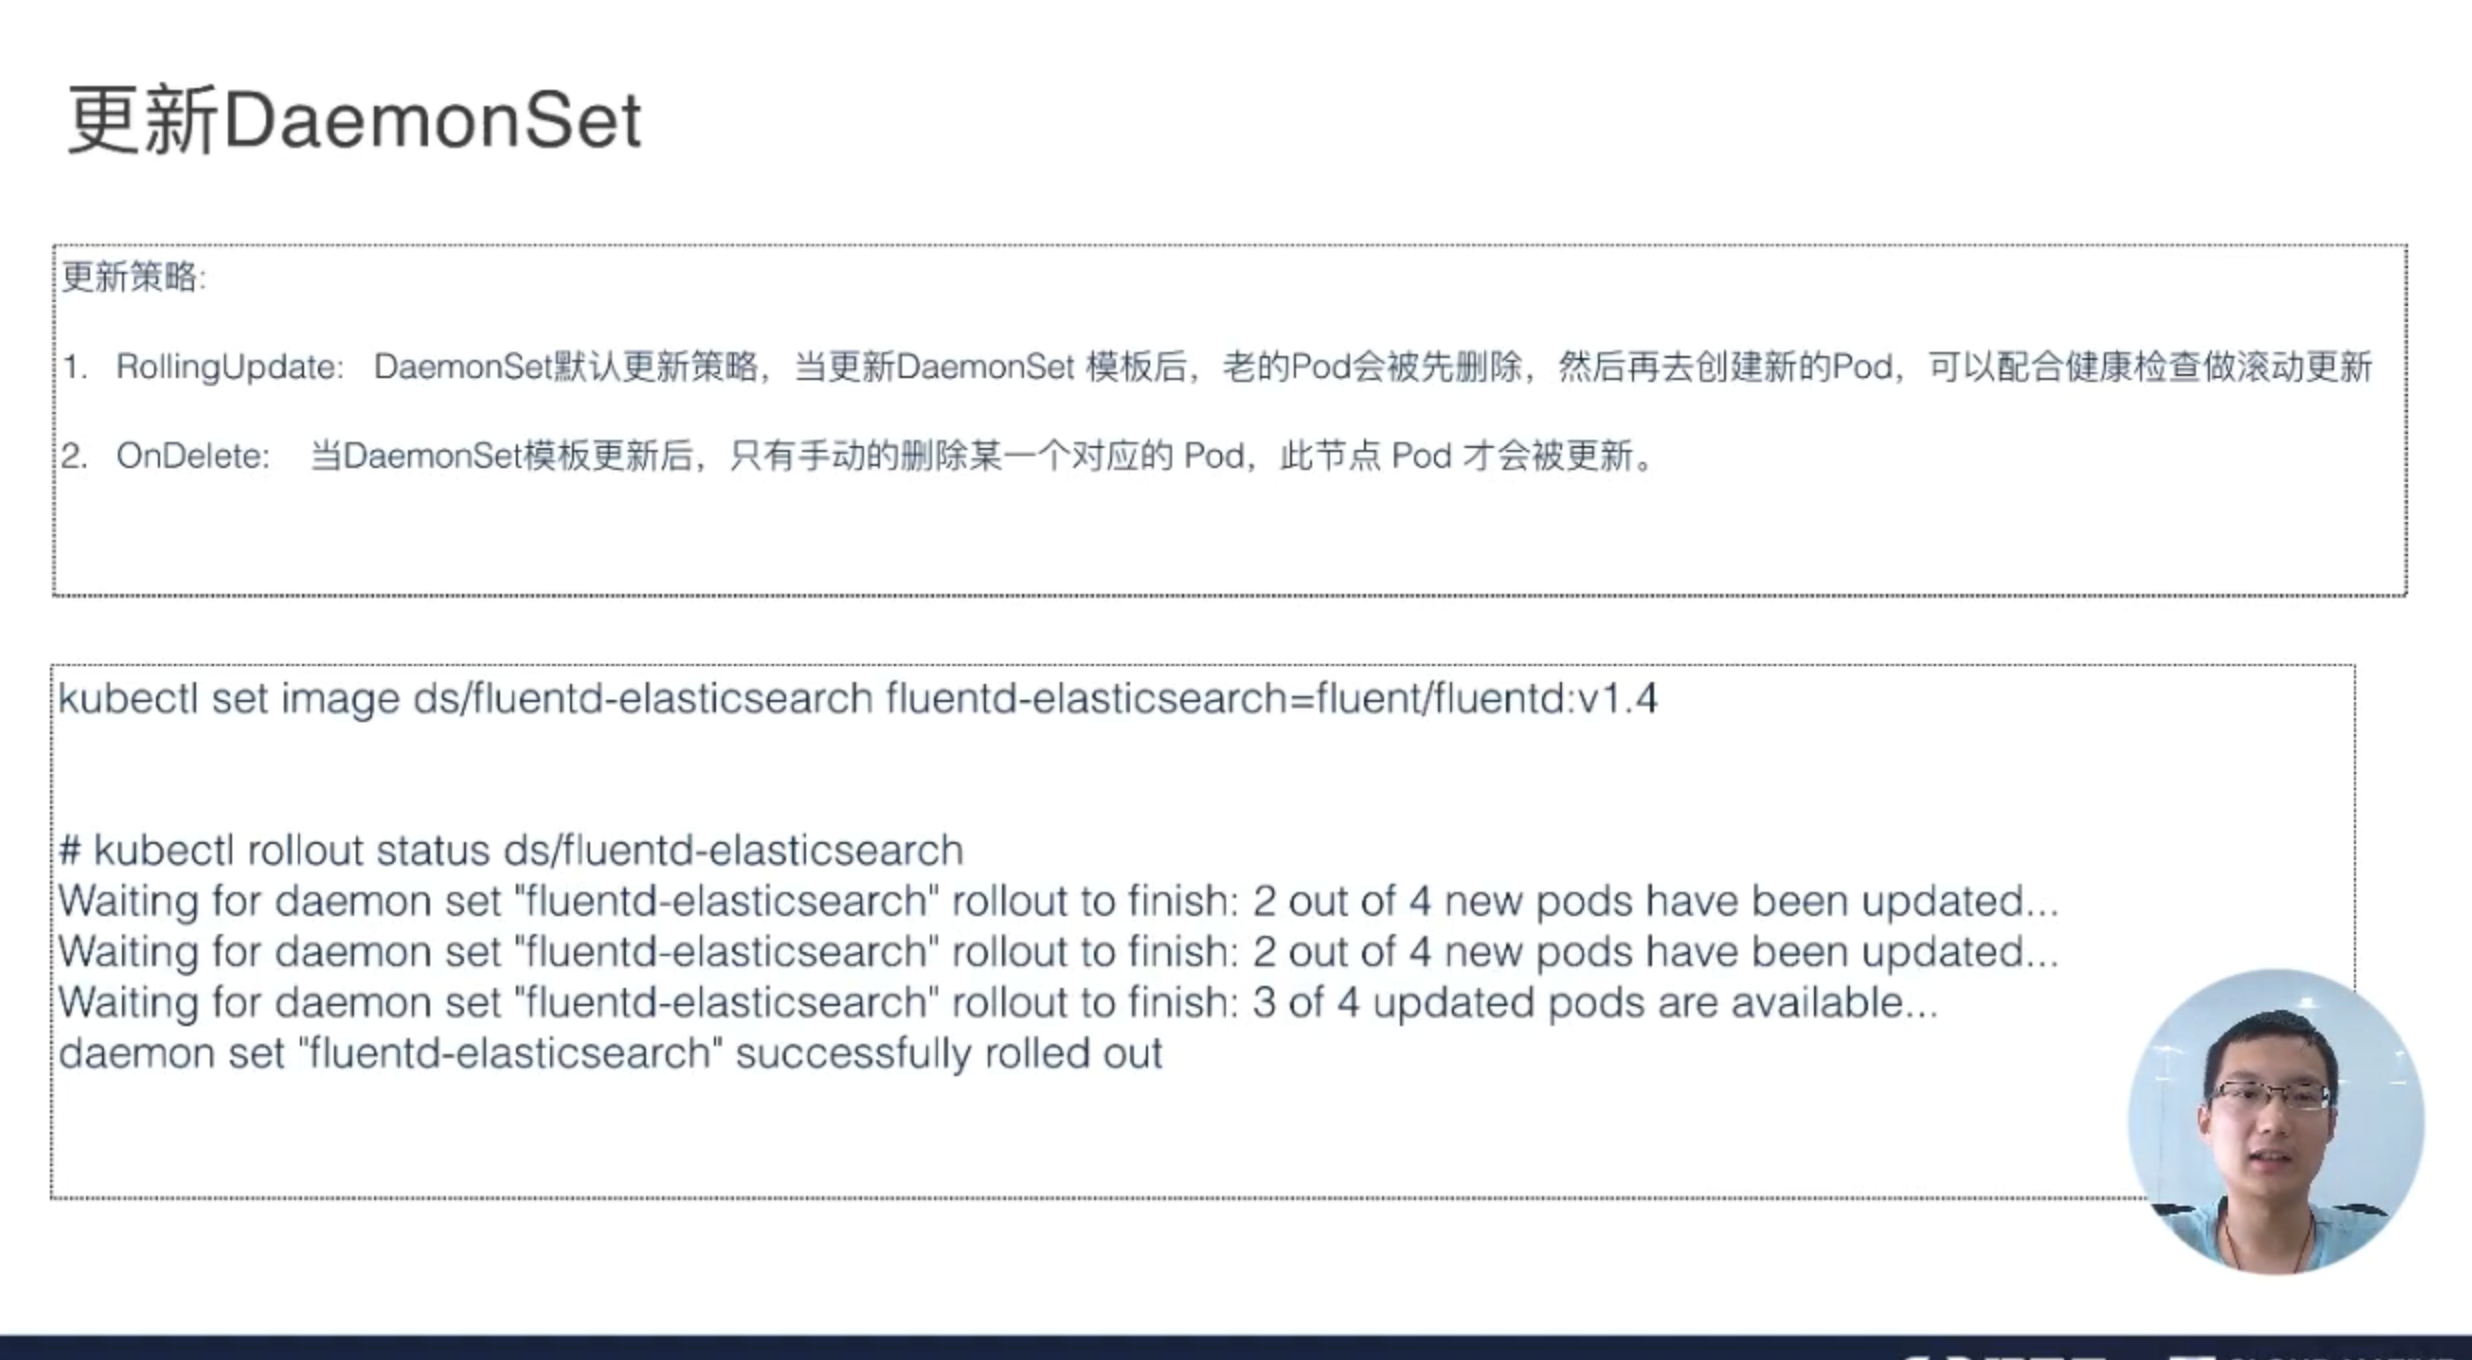 更新DaemonSet
更新策略:
1. RollingUpdate: DaemonSet默认更新策略，当更新DaemonSet 模板后，老的Pod会被先删除，然后再去创建新的Pod，可以配合健康检查做滚动更新
2. OnDelete: 当DaemonSet模板更新后，只有手动的删除某一个对应的 Pod，此节点 Pod 才会被更新。
kubectl set image ds/fluentd-elasticsearch fluentd-elasticsearch=fluent/fluentd:v1.4
# kubectl rollout status ds/fluentd-elasticsearch
Waiting for daemon set "fluentd-elasticsearch" rollout to finish: 2 out of 4 new pods have been updated...
Waiting for daemon set "fluentd-elasticsearch" rollout to finish: 2 out of 4 new pods have been updated...
Waiting for daemon set "fluentd-elasticsearch" rollout to finish: 3 of 4 updated pods are available...
daemon set "fluentd-elasticsearch" successfully rolled out